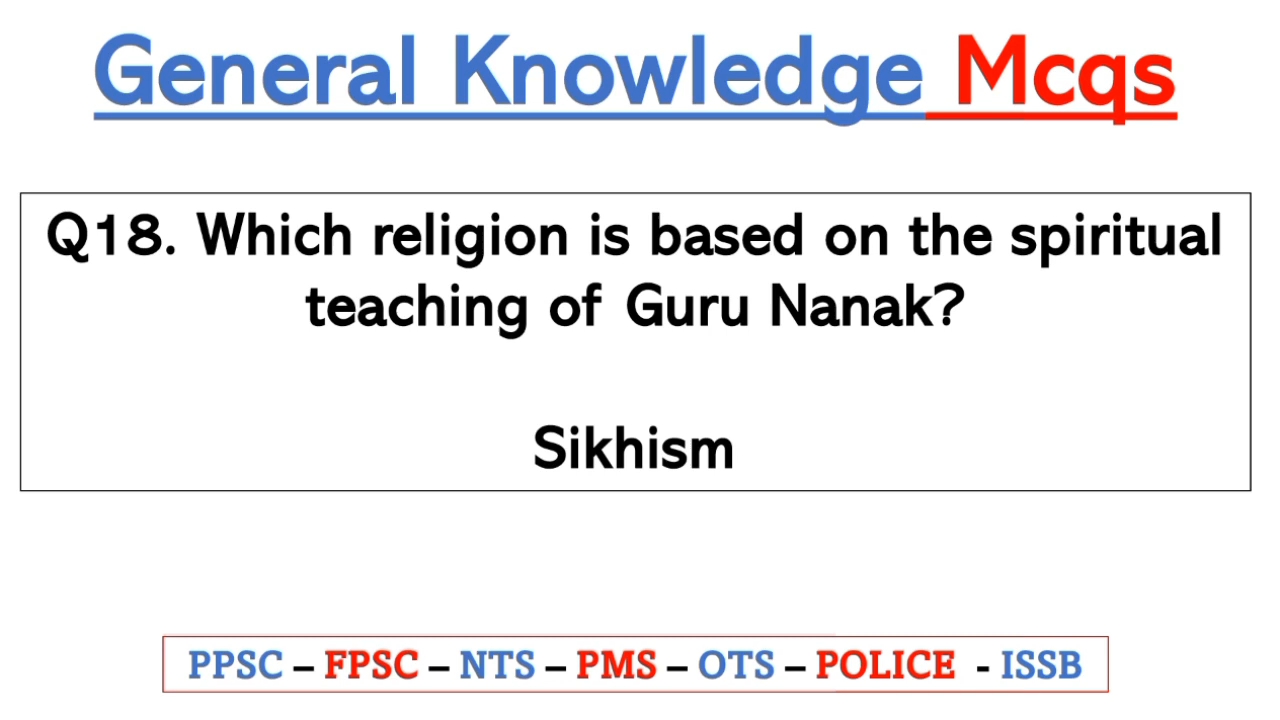 General Knowledge Mcqs
Q18. Which religion is based on the spiritual
teaching of Guru Nanak?
Sikhism
PPSC – FPSC – NTS – PMS – OTS – POLICE - ISSB